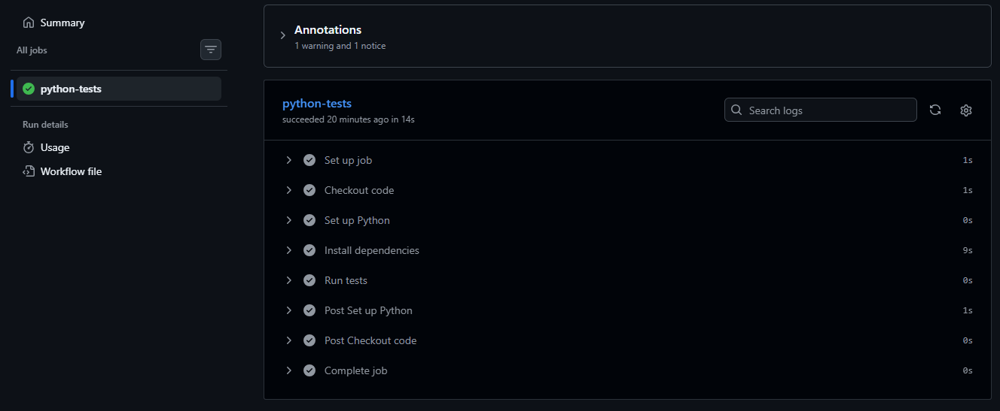 Summary
All jobs
python-tests
Run details
Usage
Workflow file
Annotations
1 warning and 1 notice
python-tests
succeeded 20 minutes ago in 14s
Search logs
Set up job 1s
Checkout code 1s
Set up Python 0s
Install dependencies 9s
Run tests 0s
Post Set up Python 1s
Post Checkout code 0s
Complete job 0s